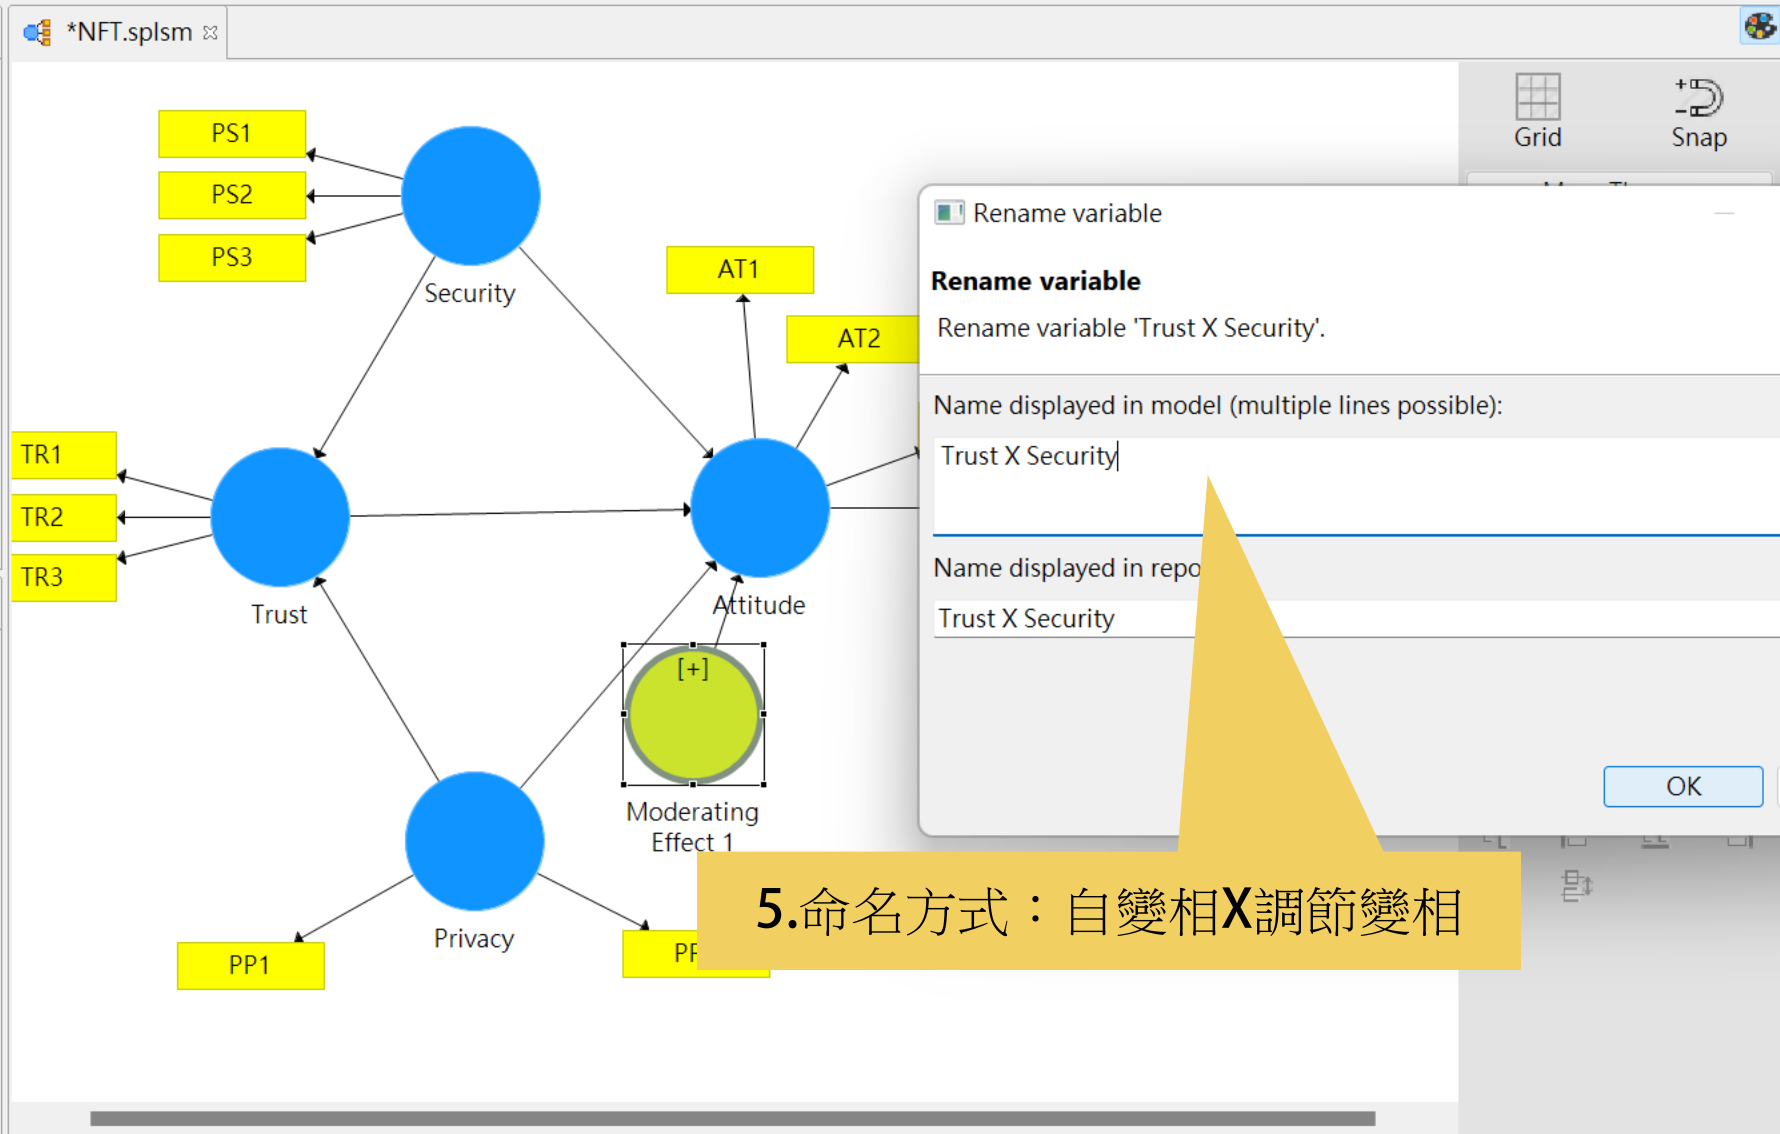 *NFT.splsm
Grid
Snap
PS1
PS2
PS3
Security
AT1
AT2
TR1
TR2
TR3
Trust
Attitude
[+]
Moderating
Effect 1
Privacy
PP1
Rename variable
Rename variable
Rename variable 'Trust X Security'.
Name displayed in model (multiple lines possible):
Trust X Security
Name displayed in repo
Trust X Security
OK
5.命名方式：自變相X調節變相